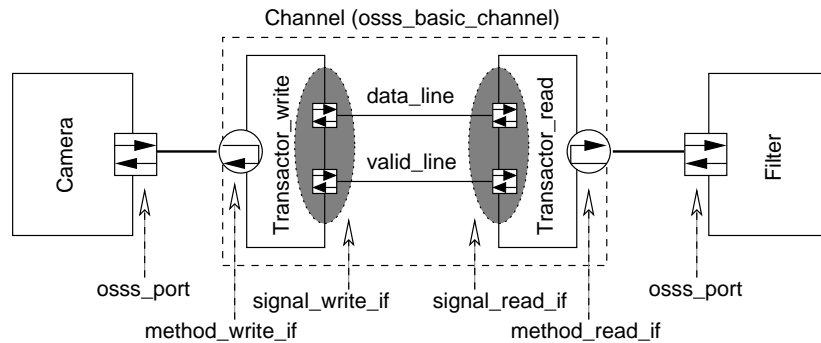 Channel (osss_basic_channel)
Camera
Transactor_write
data_line
valid_line
Transactor_read
Filter
osss_port
signal_write_if
signal_read_if
osss_port
method_write_if
method_read_if